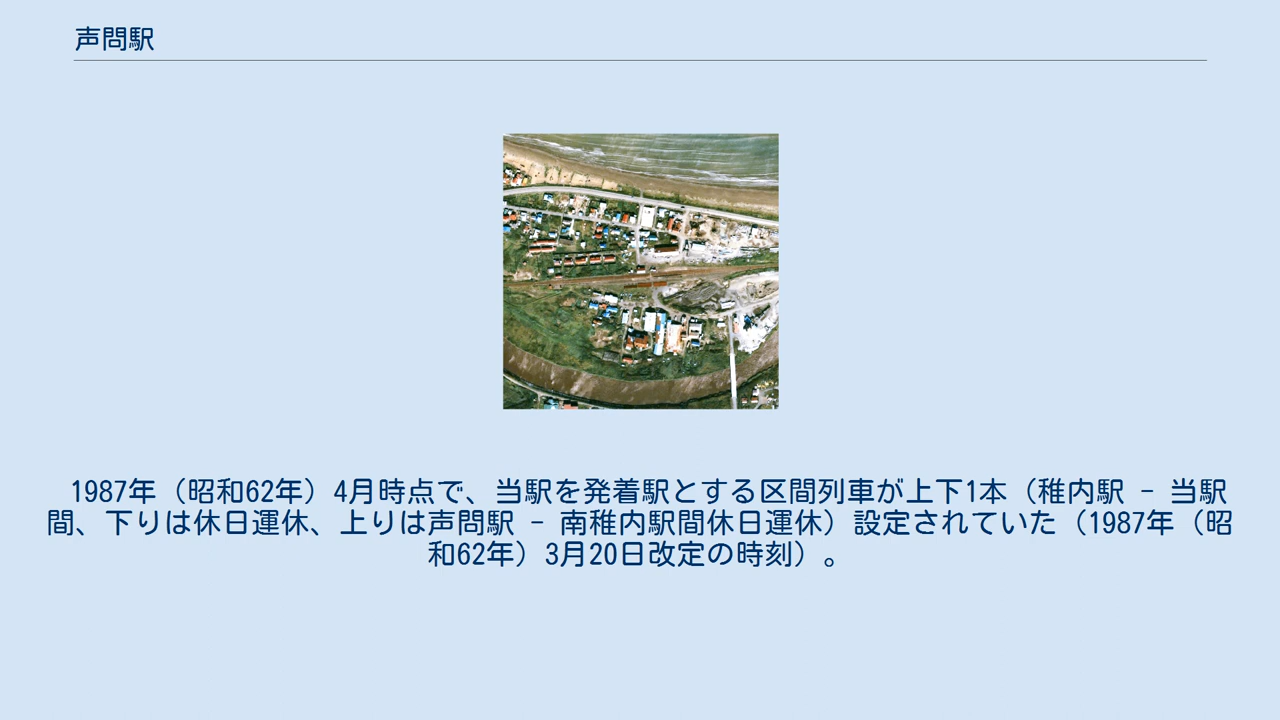 声問駅
1987年（昭和62年）4月時点で、当駅を発着駅とする区間列車が上下1本（稚内駅 - 当駅
間、下りは休日運休、上りは声問駅 - 南稚内駅間休日運休）設定されていた（1987年（昭
和62年）3月20日改定の時刻）。